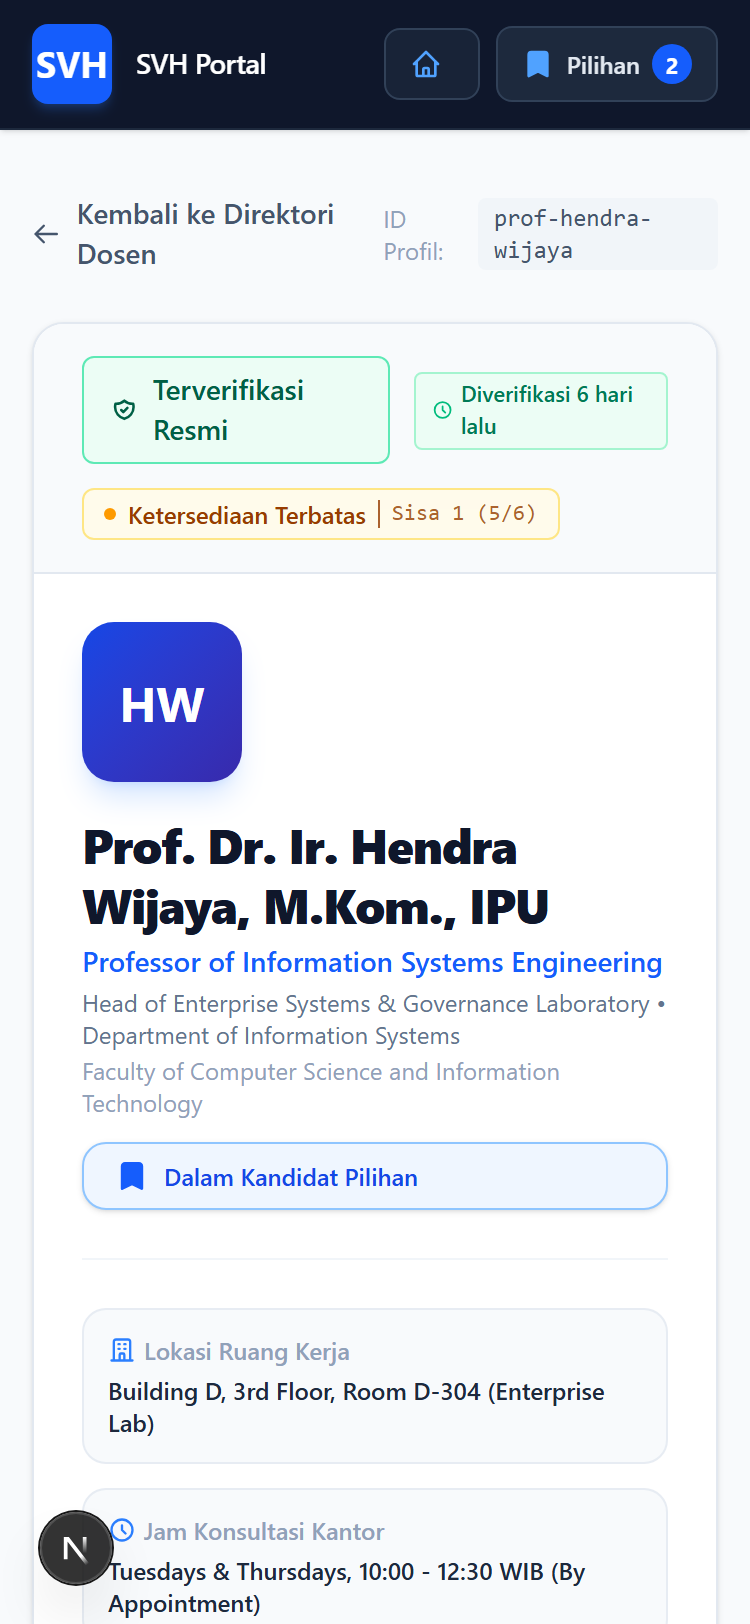 SVH
SVH Portal
Pilihan 2
Kembali ke Direktori
Dosen
ID
Profil:
prof-hendra-
wijaya
Terverifikasi
Resmi
Diverifikasi 6 hari
lalu
Ketersediaan Terbatas | Sisa 1 (5/6)
HW
Prof. Dr. Ir. Hendra
Wijaya, M.Kom., IPU
Professor of Information Systems Engineering
Head of Enterprise Systems & Governance Laboratory •
Department of Information Systems
Faculty of Computer Science and Information
Technology
Dalam Kandidat Pilihan
Lokasi Ruang Kerja
Building D, 3rd Floor, Room D-304 (Enterprise
Lab)
Jam Konsultasi Kantor
N
Tuesdays & Thursdays, 10:00 - 12:30 WIB (By
Appointment)